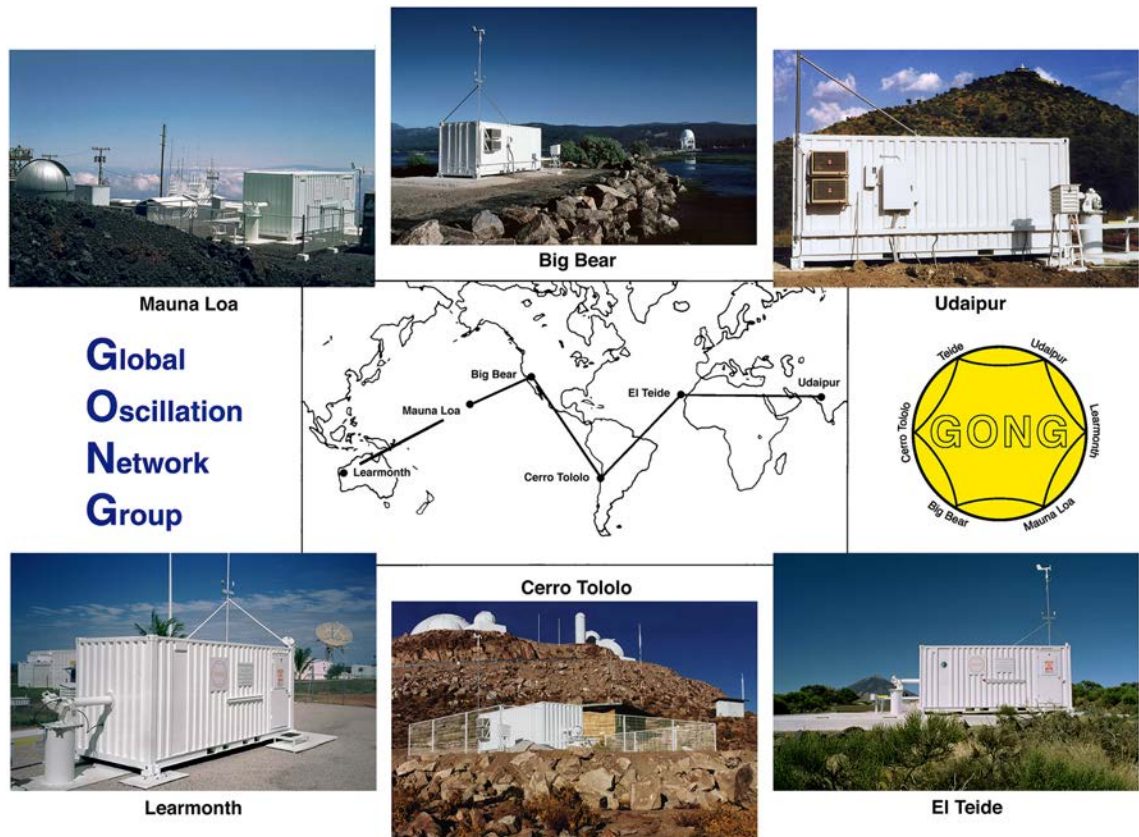 Mauna Loa
Big Bear
Udaipur
Global
Oscillation
Network
Group
Big Bear
Mauna Loa
Learmonth
Cerro Tololo
El Teide
Udaipur
Teide
Udaipur
Cerro Tololo
GONG
Learmonth
Big Bear
Mauna Loa
Learmonth
Cerro Tololo
El Teide